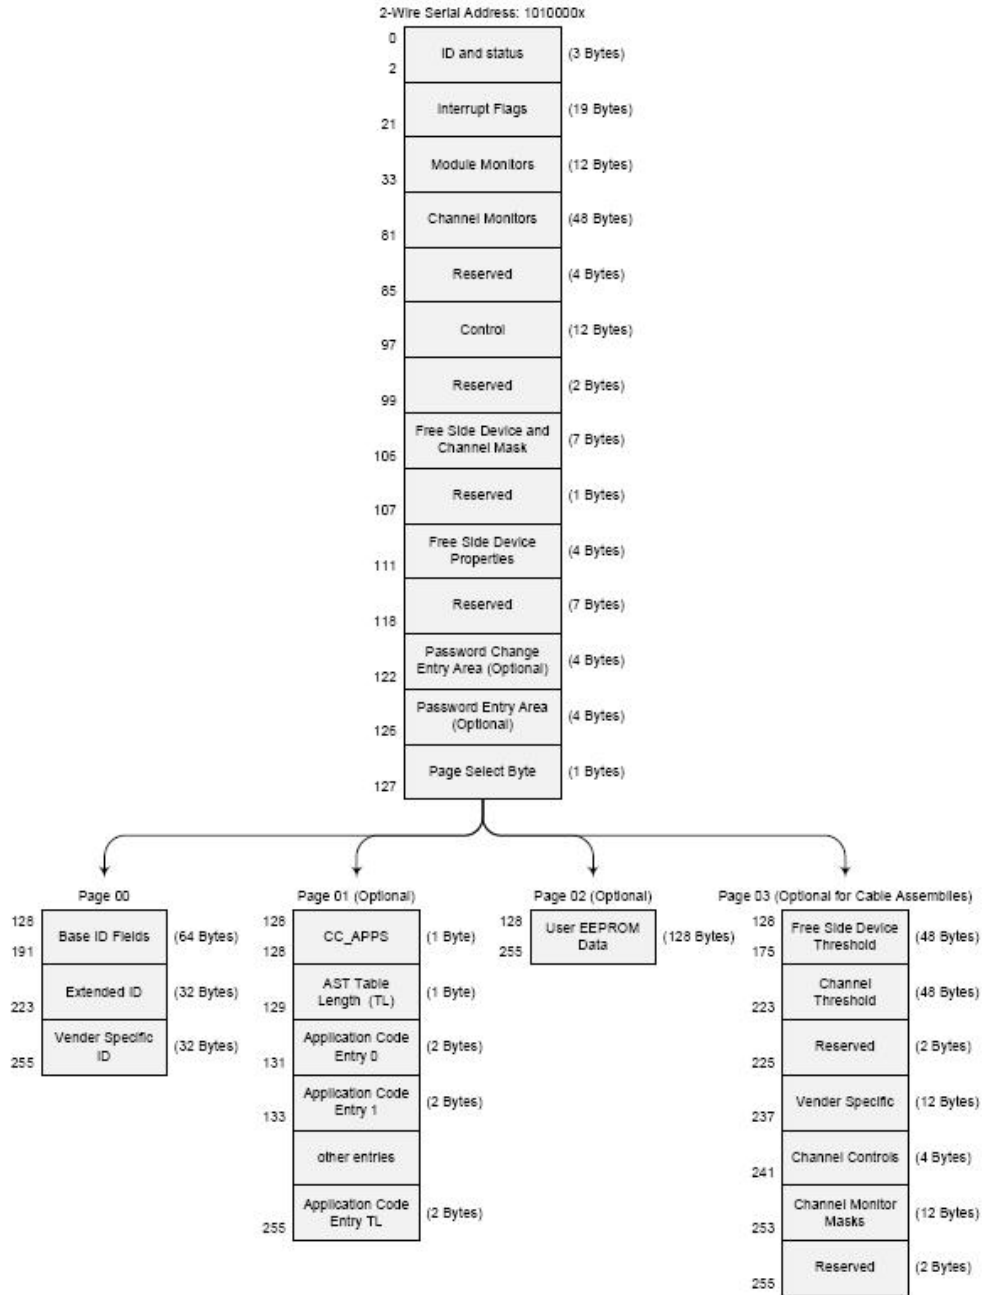 2-Wire Serial Address: 1010000x
0
ID and status
(3 Bytes)
2
Interrupt Flags
(19 Bytes)
21
Module Monitors
(12 Bytes)
33
Channel Monitors
(48 Bytes)
81
Reserved
(4 Bytes)
85
Control
(12 Bytes)
97
Reserved
(2 Bytes)
99
Free Side Device and
Channel Mask
(7 Bytes)
106
Reserved
(1 Bytes)
107
Free Side Device
Properties
(4 Bytes)
111
Reserved
(7 Bytes)
118
Password Change
Entry Area (Optional)
(4 Bytes)
122
Password Entry Area
(Optional)
(4 Bytes)
126
Page Select Byte
(1 Bytes)
127
Page 00
128
Base ID Fields
(64 Bytes)
191
Extended ID
(32 Bytes)
223
Vender Specific
ID
(32 Bytes)
255
Page 01 (Optional)
128
CC_APPS
(1 Byte)
128
AST Table
Length (TL)
(1 Byte)
129
Application Code
Entry 0
(2 Bytes)
131
Application Code
Entry 1
(2 Bytes)
133
other entries
Application Code
Entry TL
(2 Bytes)
255
Page 02 (Optional)
128
User EEPROM
Data
(128 Bytes)
255
Page 03 (Optional for Cable Assemblies)
128
Free Side Device
Threshold
(48 Bytes)
175
Channel
Threshold
(48 Bytes)
223
Reserved
(2 Bytes)
225
Vender Specific
(12 Bytes)
237
Channel Controls
(4 Bytes)
241
Channel Monitor
Masks
(12 Bytes)
253
Reserved
(2 Bytes)
255